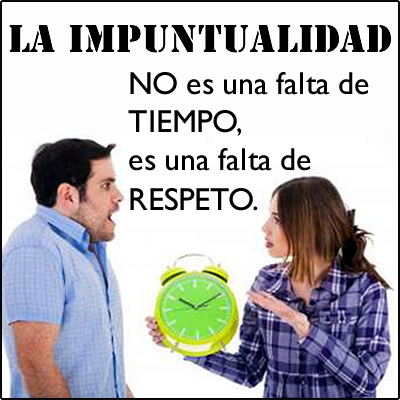 LA IMPUNTUALIDAD
NO es una falta de
TIEMPO,
es una falta de
RESPETO.